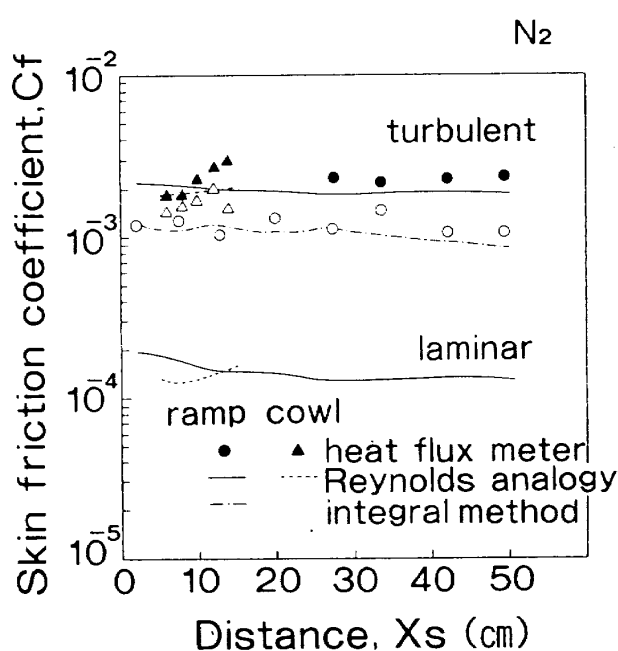 N2
Skin friction coefficient, Cf
10-2
10-3
10-4
10-5
turbulent
laminar
ramp cowl
heat flux meter
Reynolds analogy
integral method
0 10 20 30 40 50
Distance, Xs (cm)